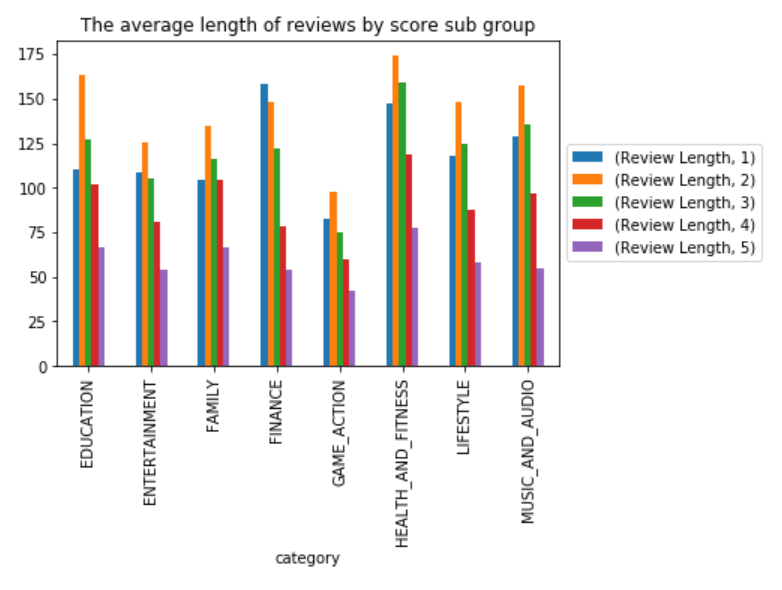 The average length of reviews by score sub group
175
150
125
100
75
50
25
0
(Review Length, 1)
(Review Length, 2)
(Review Length, 3)
(Review Length, 4)
(Review Length, 5)
EDUCATION
ENTERTAINMENT
FAMILY
FINANCE
GAME_ACTION
HEALTH_AND_FITNESS
LIFESTYLE
MUSIC_AND_AUDIO
category